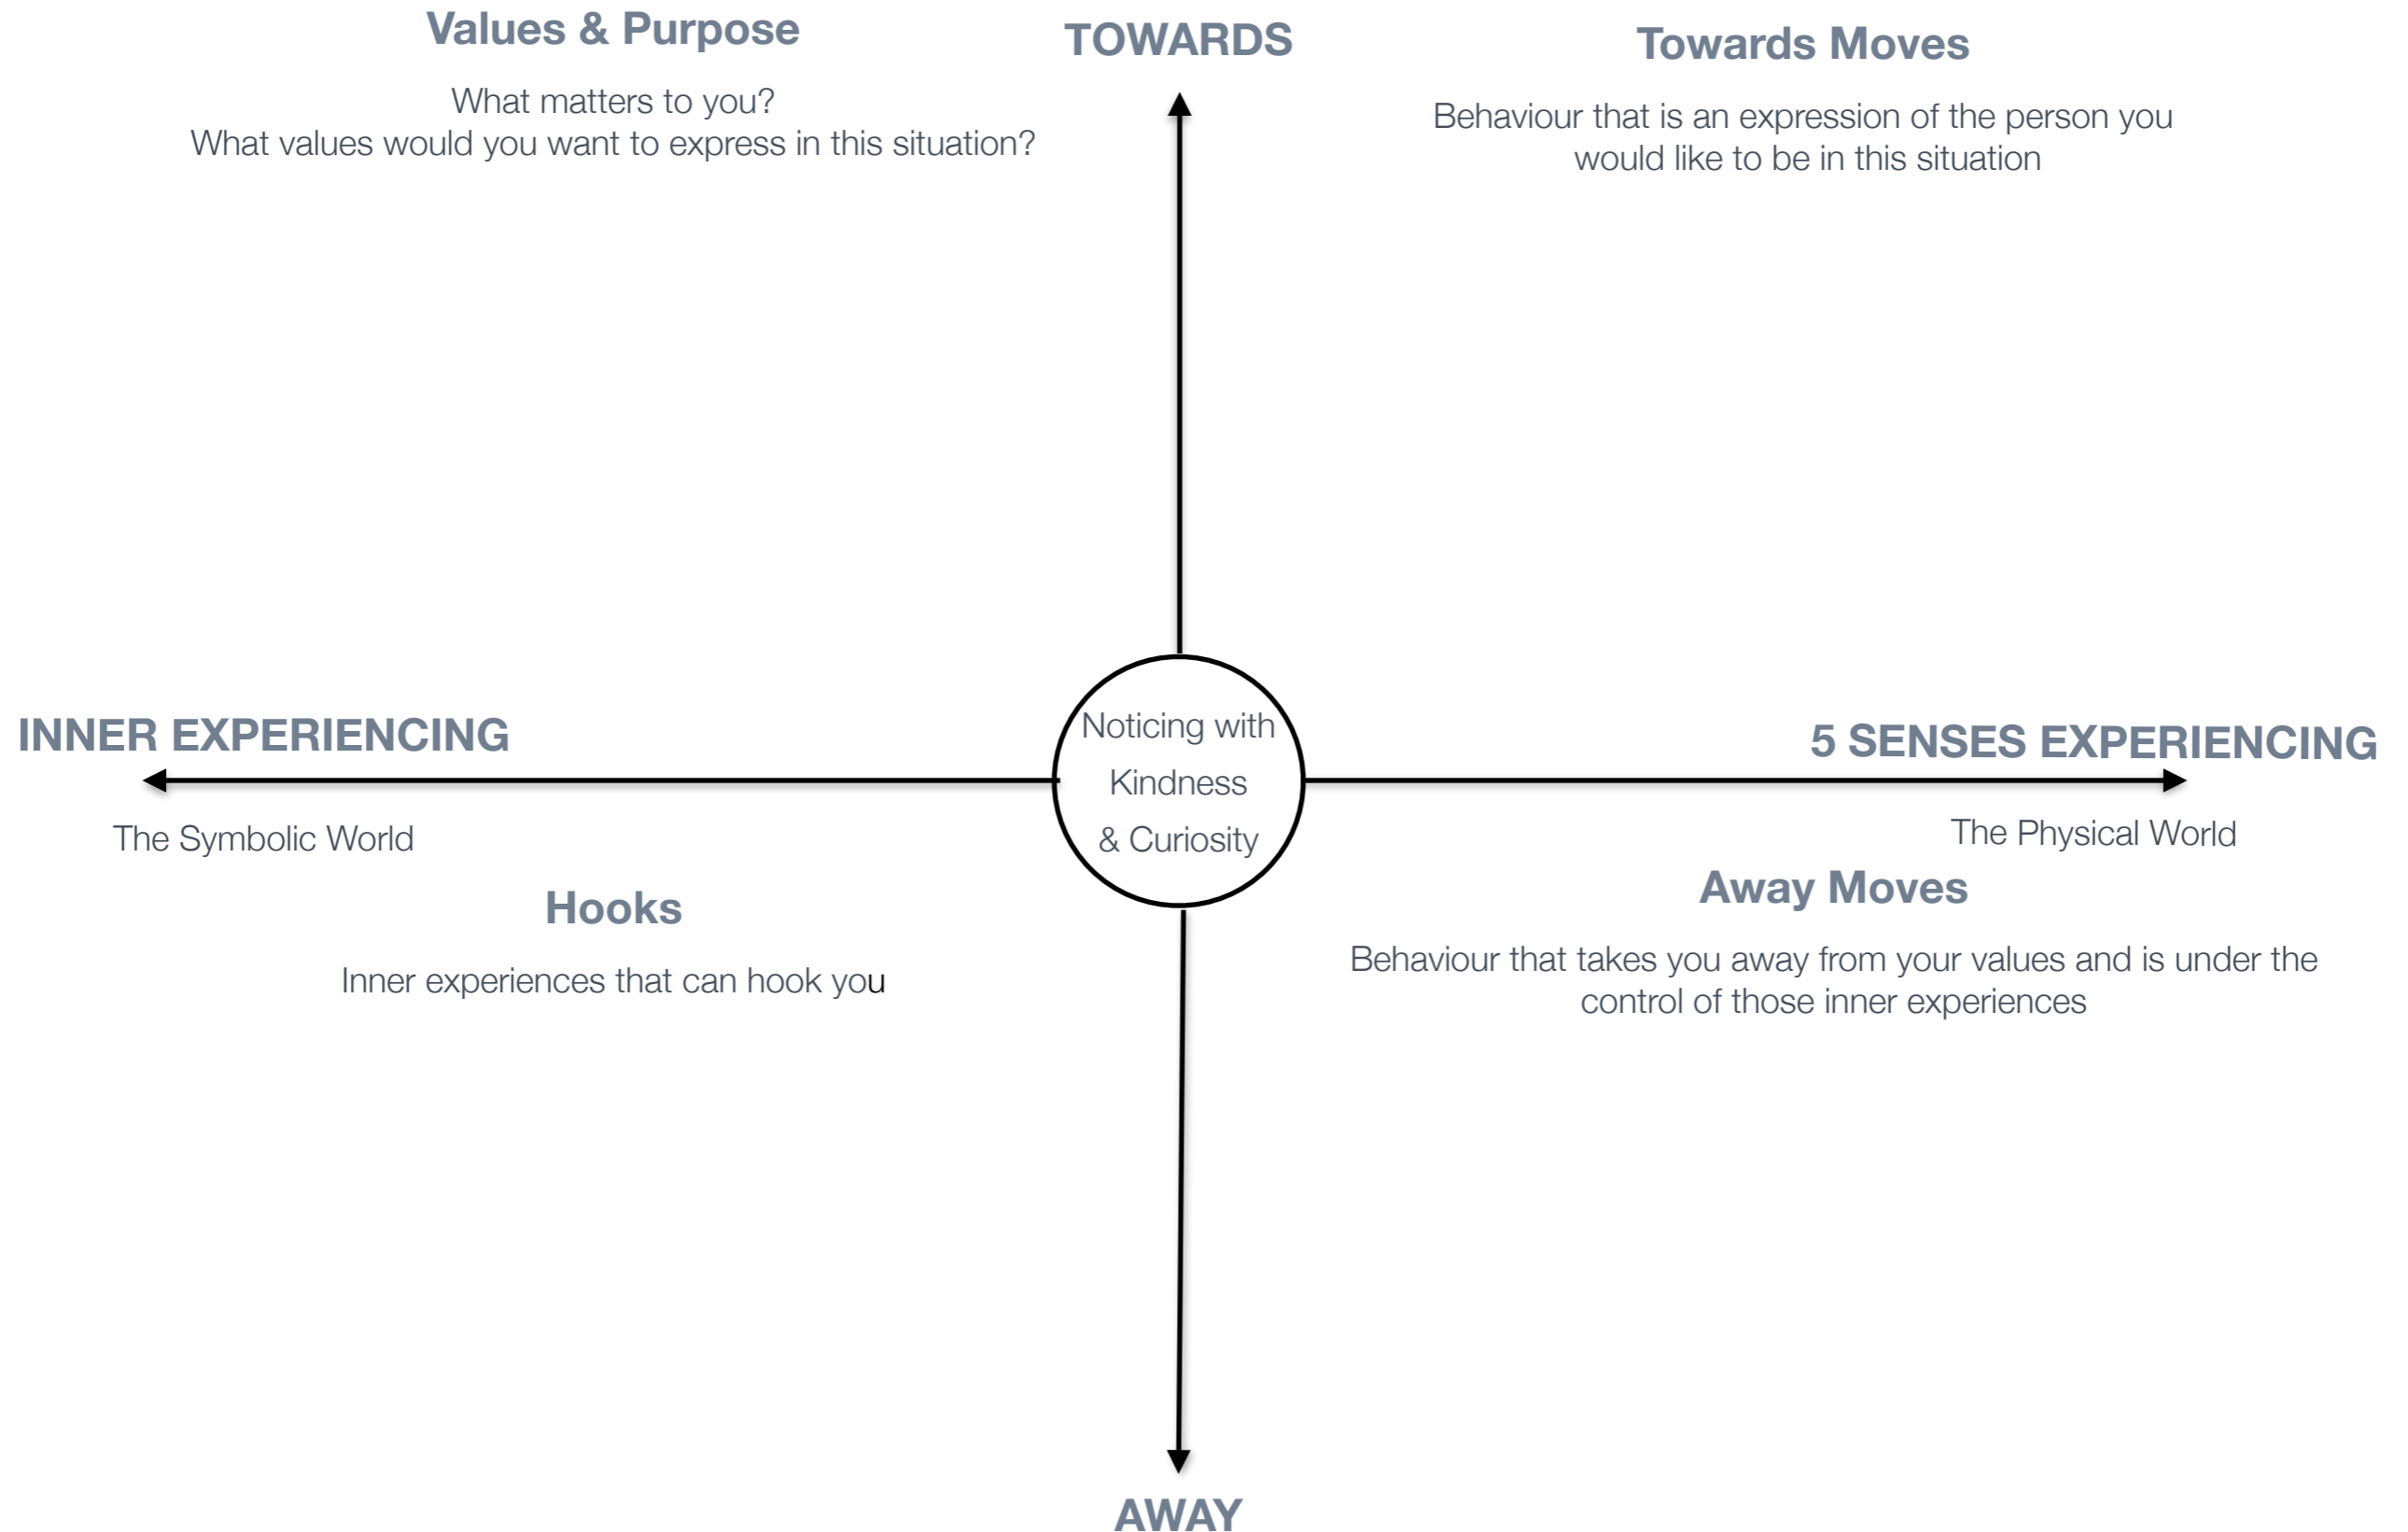 Values & Purpose
What matters to you?
What values would you want to express in this situation?
TOWARDS
Towards Moves
Behaviour that is an expression of the person you
would like to be in this situation
INNER EXPERIENCING
The Symbolic World
Noticing with
Kindness
& Curiosity
5 SENSES EXPERIENCING
The Physical World
Hooks
Inner experiences that can hook you
Away Moves
Behaviour that takes you away from your values and is under the
control of those inner experiences
AWAY